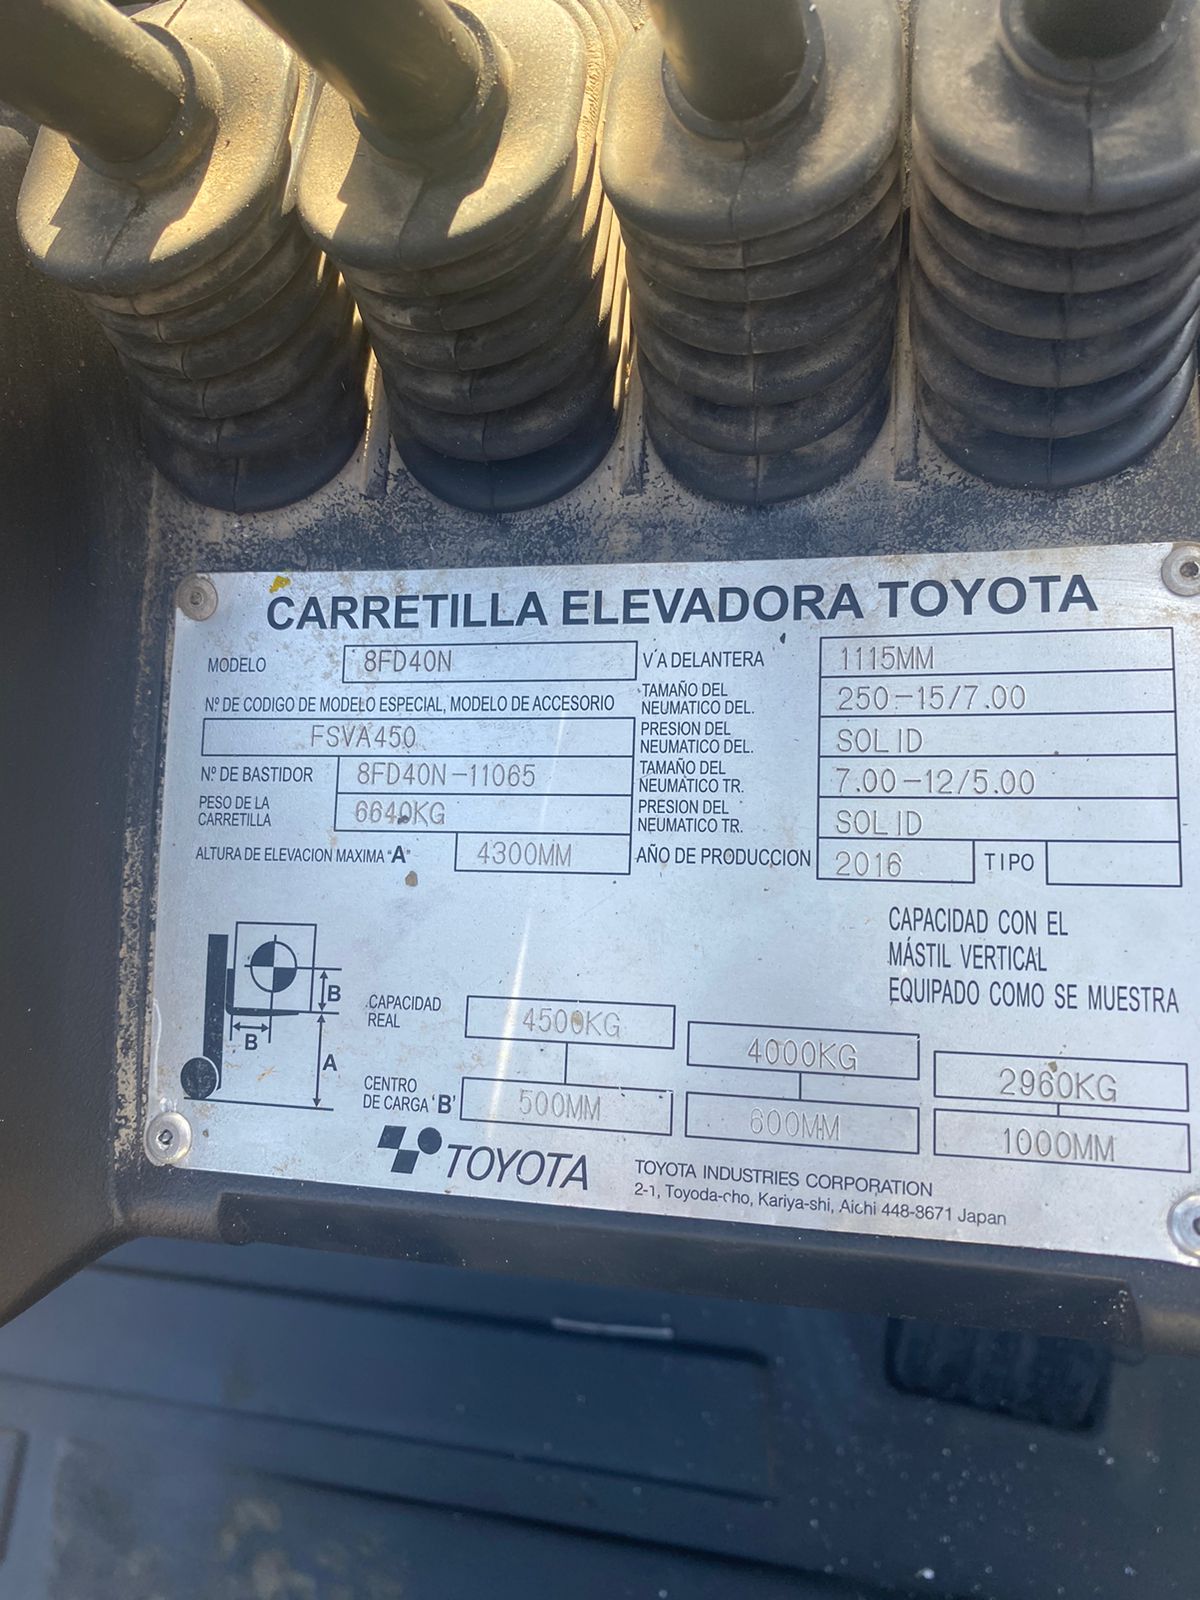 CARRETILLA ELEVADORA TOYOTA
MODELO 8FD40N
Nº DE CODIGO DE MODELO ESPECIAL, MODELO DE ACCESORIO
FSVA450
Nº DE BASTIDOR 8FD40N-11065
PESO DE LA CARRETILLA 6640KG
ALTURA DE ELEVACION MAXIMA "A" 4300MM
VÍA DELANTERA 1115MM
TAMAÑO DEL NEUMATICO DEL. 250-15/7.00
PRESION DEL NEUMATICO DEL. SOLID
TAMAÑO DEL NEUMATICO TR. 7.00-12/5.00
PRESION DEL NEUMATICO TR. SOLID
AÑO DE PRODUCCION 2016 TIPO
CAPACIDAD CON EL
MÁSTIL VERTICAL
EQUIPADO COMO SE MUESTRA
B
B
A
CAPACIDAD REAL 4500KG 4000KG 2960KG
CENTRO DE CARGA 'B' 500MM 600MM 1000MM
TOYOTA
TOYOTA INDUSTRIES CORPORATION
2-1, Toyoda-cho, Kariya-shi, Aichi 448-8671 Japan